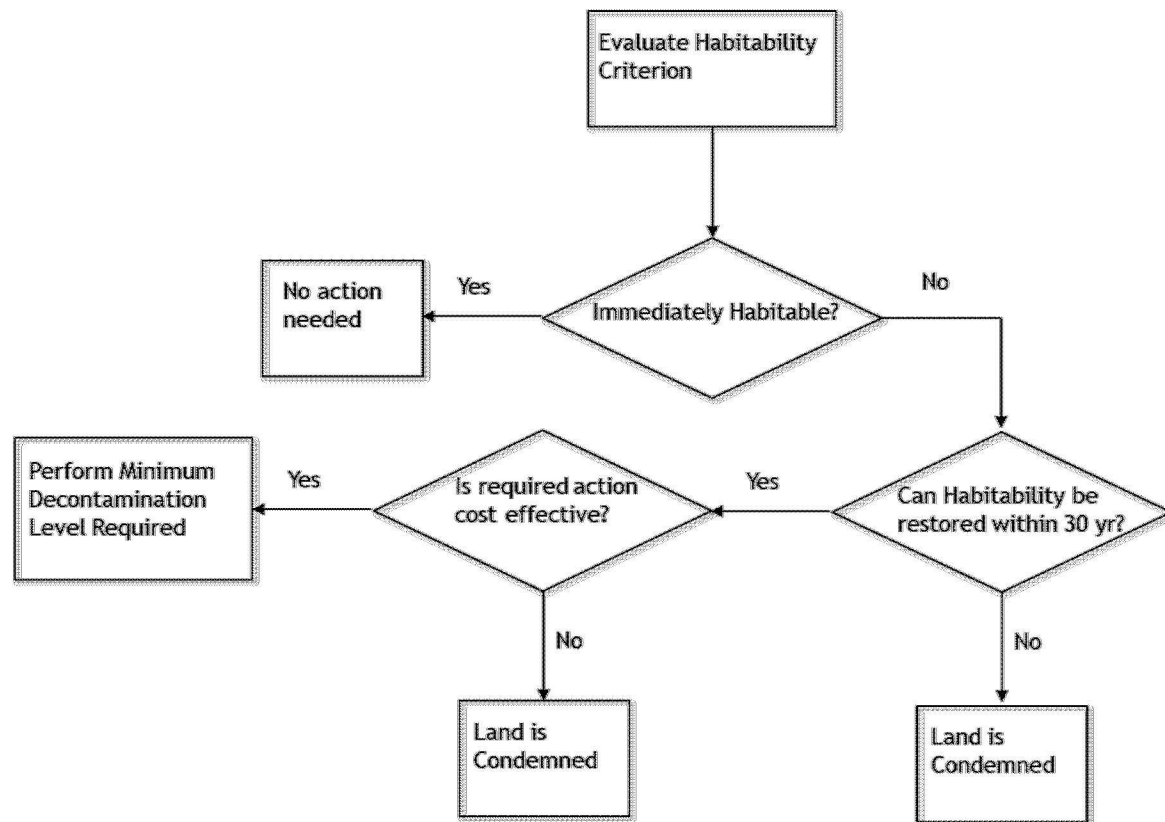 Evaluate Habitability
Criterion
Yes
No
No action
needed
Immediately Habitable?
Perform Minimum
Decontamination
Level Required
Yes
Is required action
cost effective?
Yes
Can Habitability be
restored within 30 yr?
No
No
Land is
Condemned
Land is
Condemned